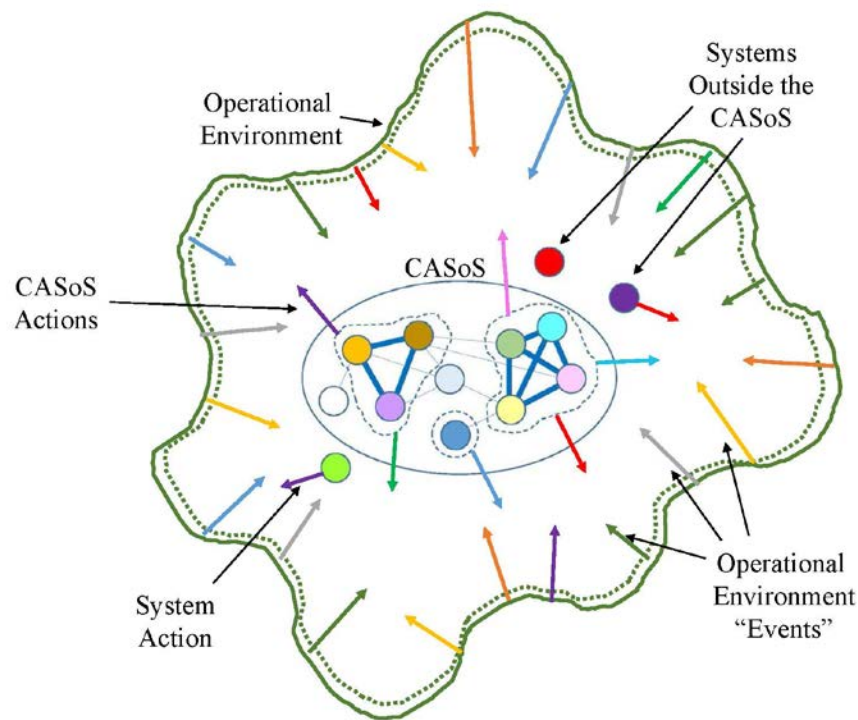 Systems
Outside the
CASoS
Operational
Environment
CASoS
CASoS
Actions
System
Action
Operational
Environment
“Events”